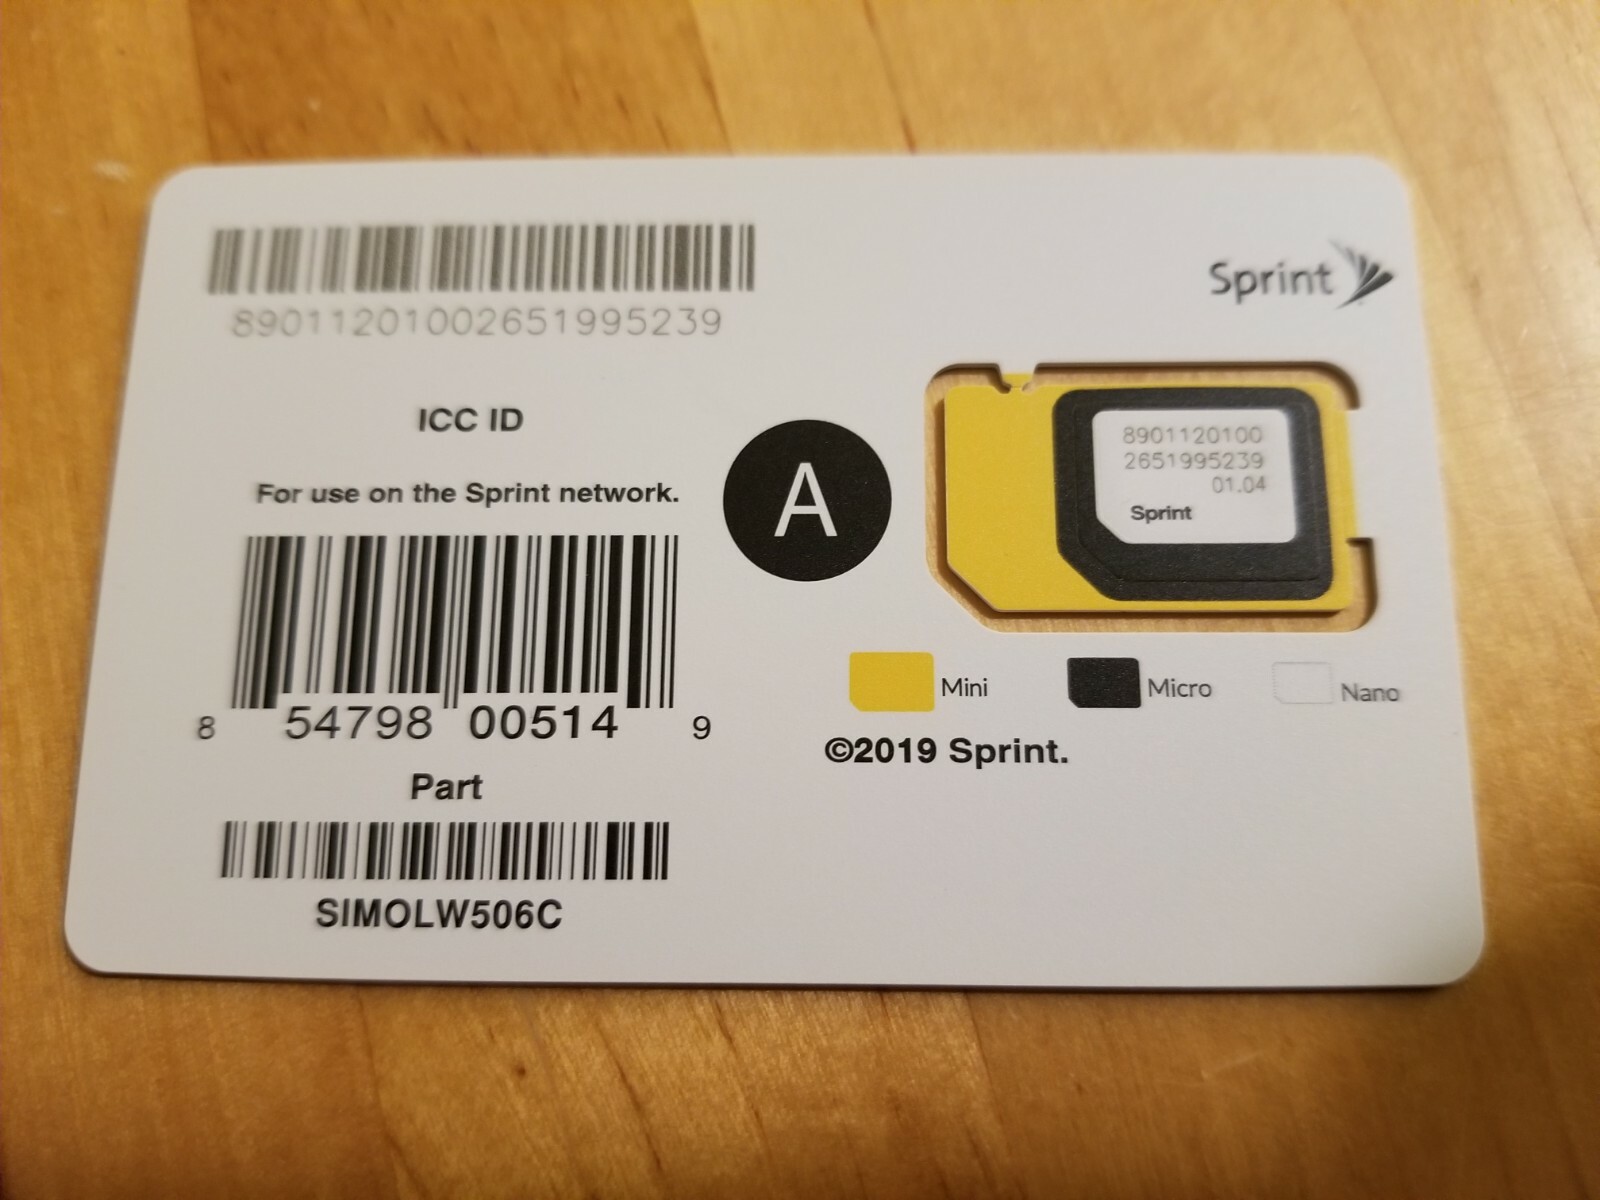 89011201002651995239
ICC ID
For use on the Sprint network.
8 54798 00514 9
Part
SIMOLW506C
A
Sprint
8901120100
2651995239
01.04
Sprint
Mini
Micro
Nano
©2019 Sprint.